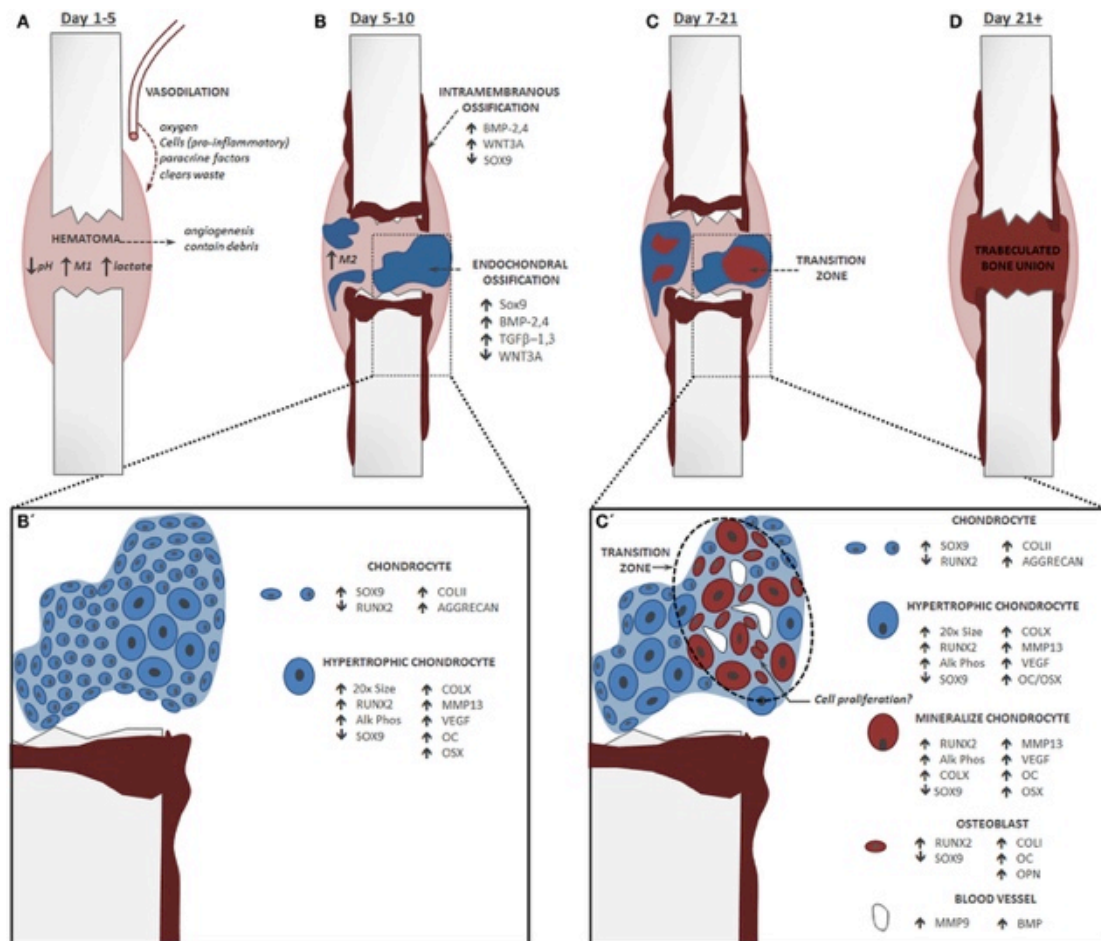 A
Day 1-5
VASODILATION
oxygen
Cells (pro-inflammatory)
paracrine factors
clears waste
HEMATOMA
↓pH ↑ M1 ↑ lactate
angiogenesis
contain debris
B
Day 5-10
INTRAMEMBRANOUS
OSSIFICATION
↑ BMP-2,4
↑ WNT3A
↓ SOX9
↑ M2
ENDOCHONDRAL
OSSIFICATION
↑ Sox9
↑ BMP-2,4
↑ TGFβ–1,3
↓ WNT3A
C
Day 7-21
TRANSITION
ZONE
D
Day 21+
TRABECULATED
BONE UNION
B´
CHONDROCYTE
↑ SOX9 ↑ COLII
↓ RUNX2 ↑ AGGRECAN
HYPERTROPHIC CHONDROCYTE
↑ 20x Size ↑ COLX
↑ RUNX2 ↑ MMP13
↑ Alk Phos ↑ VEGF
↓ SOX9 ↑ OC
↑ OSX
C´
TRANSITION
ZONE
Cell proliferation?
CHONDROCYTE
↑ SOX9 ↑ COLII
↓ RUNX2 ↑ AGGRECAN
HYPERTROPHIC CHONDROCYTE
↑ 20x Size ↑ COLX
↑ RUNX2 ↑ MMP13
↑ Alk Phos ↑ VEGF
↓ SOX9 ↑ OC/OSX
MINERALIZE CHONDROCYTE
↑ RUNX2 ↑ MMP13
↑ Alk Phos ↑ VEGF
↑ COLX ↑ OC
↓ SOX9 ↑ OSX
OSTEOBLAST
↑ RUNX2 ↑ COLI
↓ SOX9 ↑ OC
↑ OPN
BLOOD VESSEL
↑ MMP9 ↑ BMP